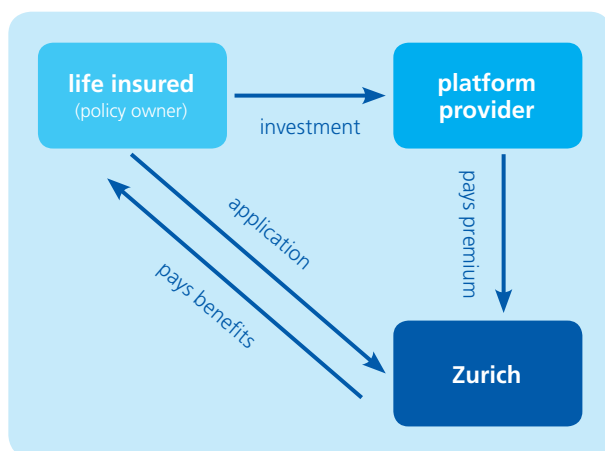 life insured
(policy owner)
platform
provider
investment
pays premium
application
pays benefits
Zurich